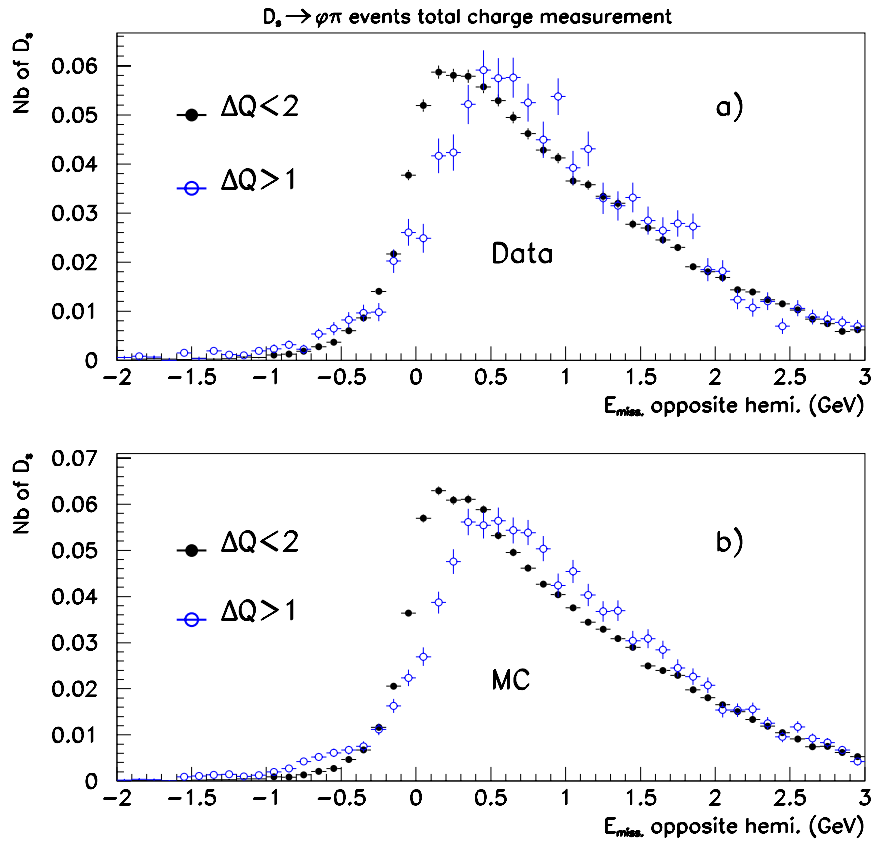 Dₛ→φπ events total charge measurement
Nb of Dₛ
0.06
0.05
0.04
0.03
0.02
0.01
0
ΔQ<2
ΔQ>1
a)
Data
−2 −1.5 −1 −0.5 0 0.5 1 1.5 2 2.5 3
E_miss. opposite hemi. (GeV)
Nb of Dₛ
0.07
0.06
0.05
0.04
0.03
0.02
0.01
0
ΔQ<2
ΔQ>1
b)
MC
−2 −1.5 −1 −0.5 0 0.5 1 1.5 2 2.5 3
E_miss. opposite hemi. (GeV)